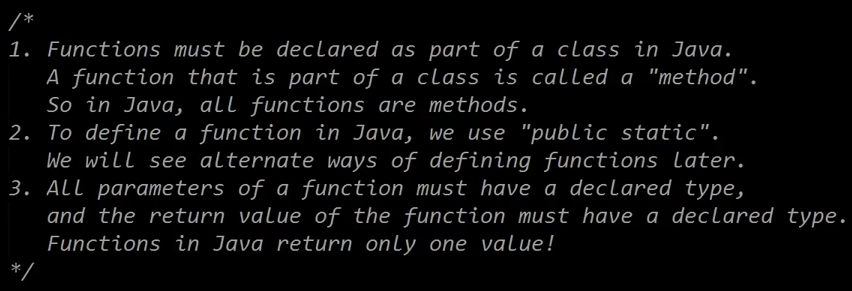 /*
1. Functions must be declared as part of a class in Java.
   A function that is part of a class is called a "method".
   So in Java, all functions are methods.
2. To define a function in Java, we use "public static".
   We will see alternate ways of defining functions later.
3. All parameters of a function must have a declared type,
   and the return value of the function must have a declared type.
   Functions in Java return only one value!
*/